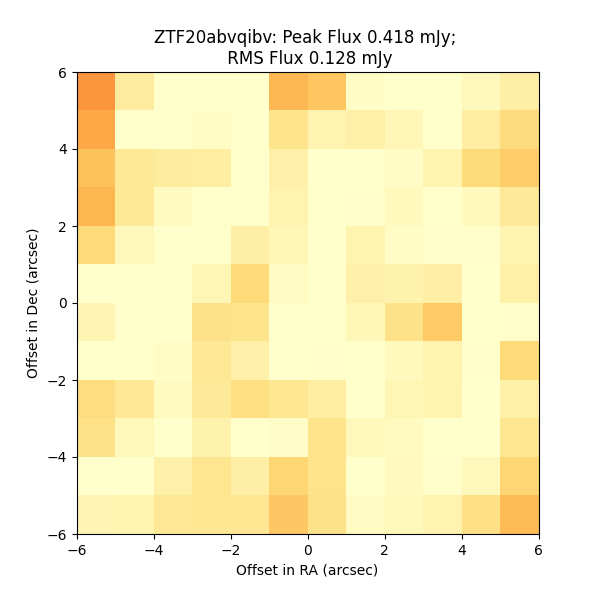 ZTF20abvqibv: Peak Flux 0.418 mJy;
RMS Flux 0.128 mJy
6
4
2
0
−2
−4
−6
Offset in Dec (arcsec)
−6 −4 −2 0 2 4 6
Offset in RA (arcsec)